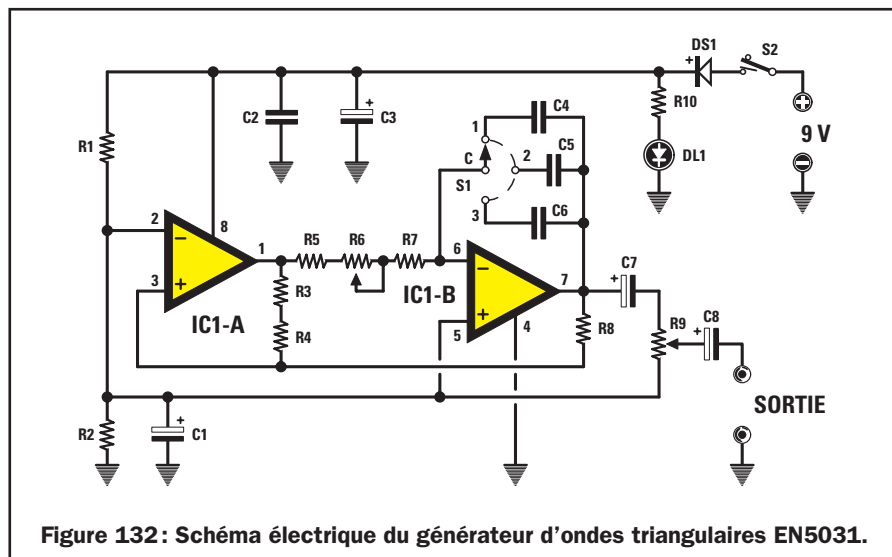 DS1
S2
+
R10
9 V
DL1
R1
C2
+
C3
C4
1
C
2
C5
S1
3
C6
2
8
3
1
R5
R6
R7
6
7
IC1-A
R3
R4
IC1-B
5
4
R8
+
C7
R9
+
C8
SORTIE
R2
+
C1
Figure 132: Schéma électrique du générateur d'ondes triangulaires EN5031.